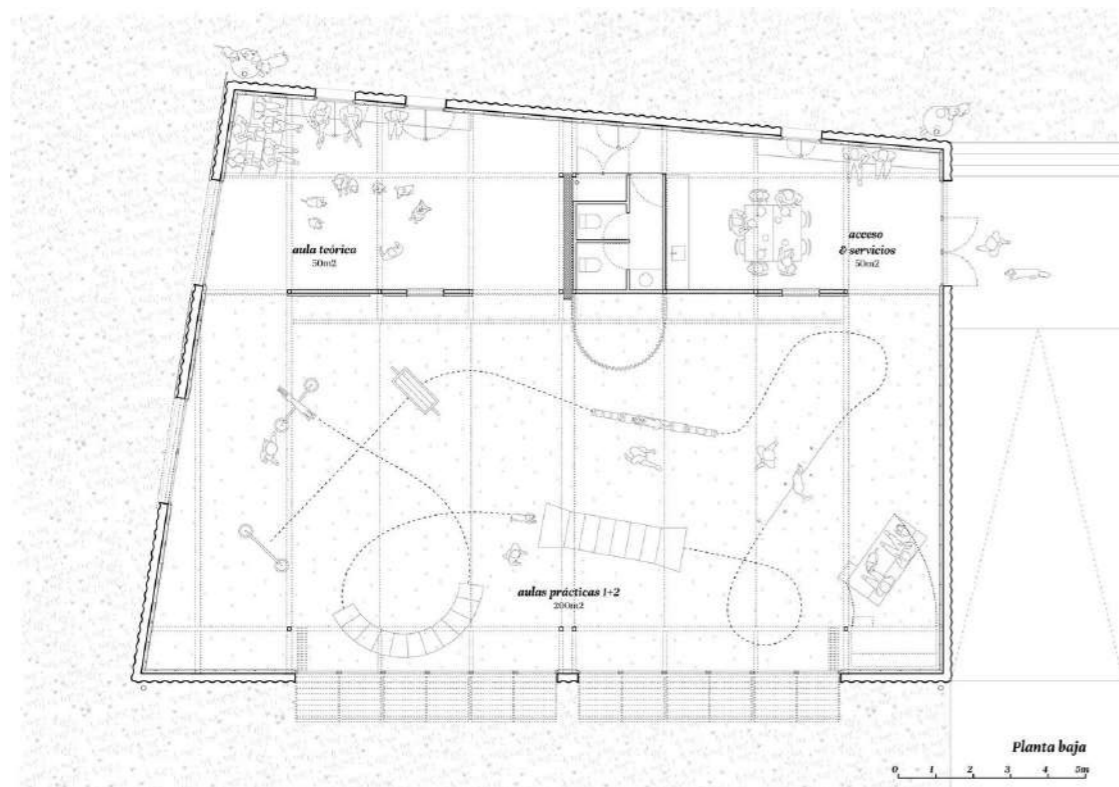 aula teórica
50m2
acceso
& servicios
50m2
aulas prácticas 1+2
200m2
Planta baja
0 1 2 3 4 5m